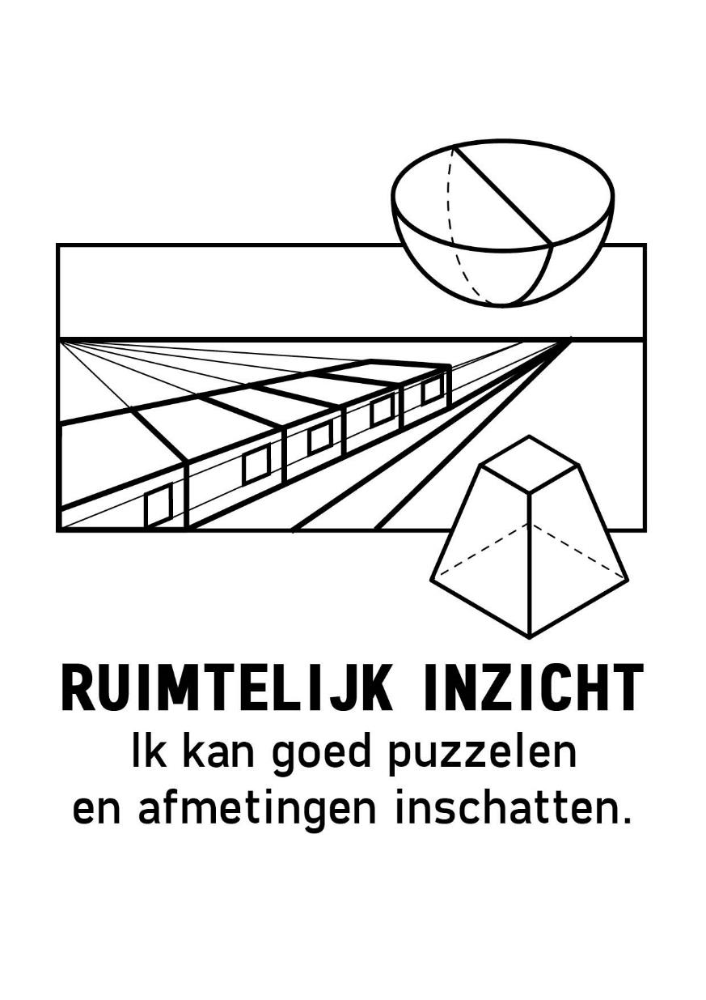 RUIMTELIJK INZICHT
Ik kan goed puzzelen
en afmetingen inschatten.